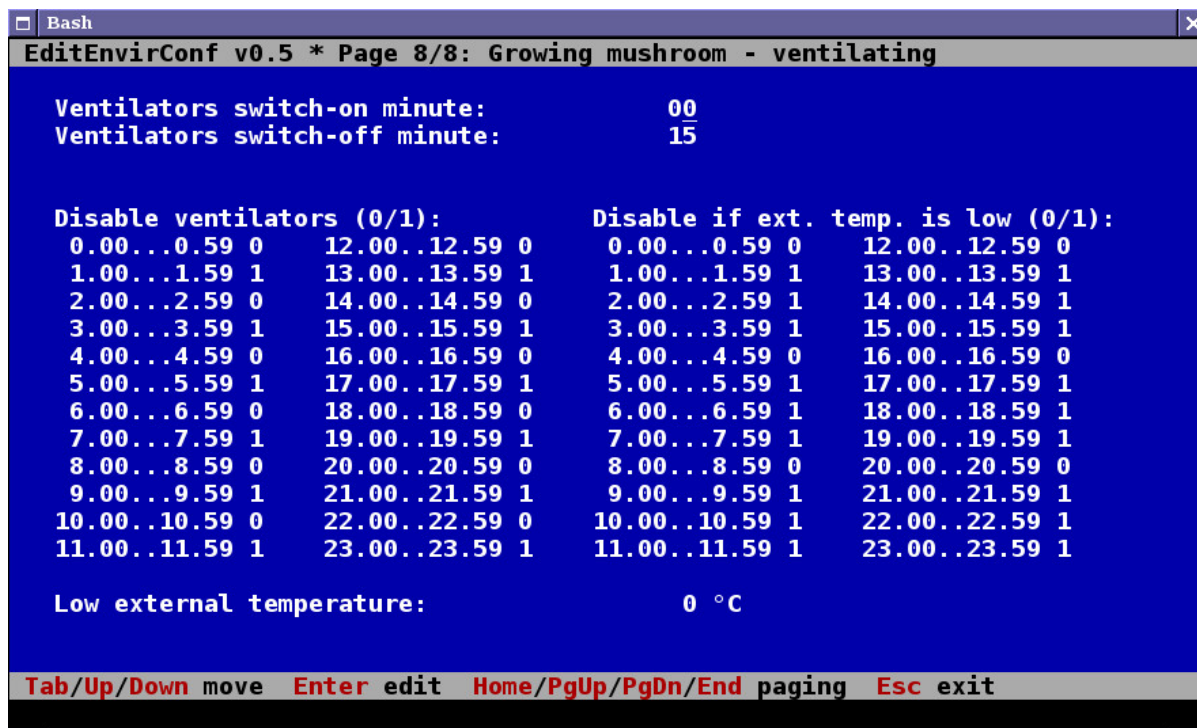 Bash
EditEnvirConf v0.5 * Page 8/8: Growing mushroom - ventilating
Ventilators switch-on minute: 00
Ventilators switch-off minute: 15
Disable ventilators (0/1): Disable if ext. temp. is low (0/1):
0.00...0.59 0 12.00..12.59 0 0.00...0.59 0 12.00..12.59 0
1.00...1.59 1 13.00..13.59 1 1.00...1.59 1 13.00..13.59 1
2.00...2.59 0 14.00..14.59 0 2.00...2.59 1 14.00..14.59 1
3.00...3.59 1 15.00..15.59 1 3.00...3.59 1 15.00..15.59 1
4.00...4.59 0 16.00..16.59 0 4.00...4.59 0 16.00..16.59 0
5.00...5.59 1 17.00..17.59 1 5.00...5.59 1 17.00..17.59 1
6.00...6.59 0 18.00..18.59 0 6.00...6.59 1 18.00..18.59 1
7.00...7.59 1 19.00..19.59 1 7.00...7.59 1 19.00..19.59 1
8.00...8.59 0 20.00..20.59 0 8.00...8.59 0 20.00..20.59 0
9.00...9.59 1 21.00..21.59 1 9.00...9.59 1 21.00..21.59 1
10.00..10.59 0 22.00..22.59 0 10.00..10.59 1 22.00..22.59 1
11.00..11.59 1 23.00..23.59 1 11.00..11.59 1 23.00..23.59 1
Low external temperature: 0 °C
Tab/Up/Down move Enter edit Home/PgUp/PgDn/End paging Esc exit